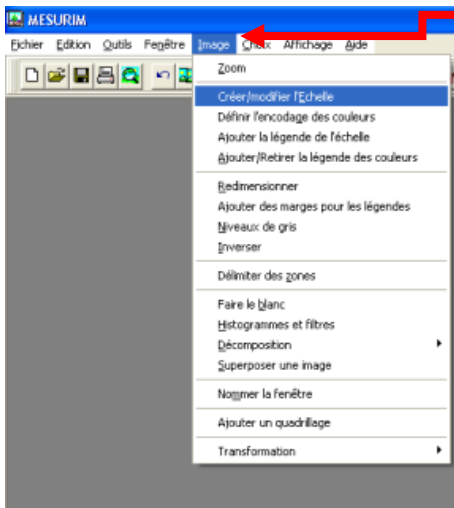 MESURIM
Fichier Edition Outils Fenêtre Image Choix Affichage Aide
Zoom
Créer/modifier l'Echelle
Définir l'encodage des couleurs
Ajouter la légende de l'échelle
Ajouter/Retirer la légende des couleurs
Redimensionner
Ajouter des marges pour les légendes
Niveaux de gris
Inverser
Délimiter des zones
Faire le blanc
Histogrammes et filtres
Décomposition
Superposer une image
Nommer la fenêtre
Ajouter un quadrillage
Transformation